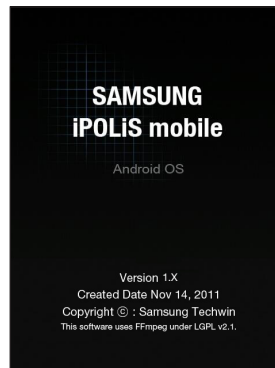 SAMSUNG
iPOLiS mobile
Android OS
Version 1.X
Created Date Nov 14, 2011
Copyright ⓒ : Samsung Techwin
This software uses FFmpeg under LGPL v2.1.